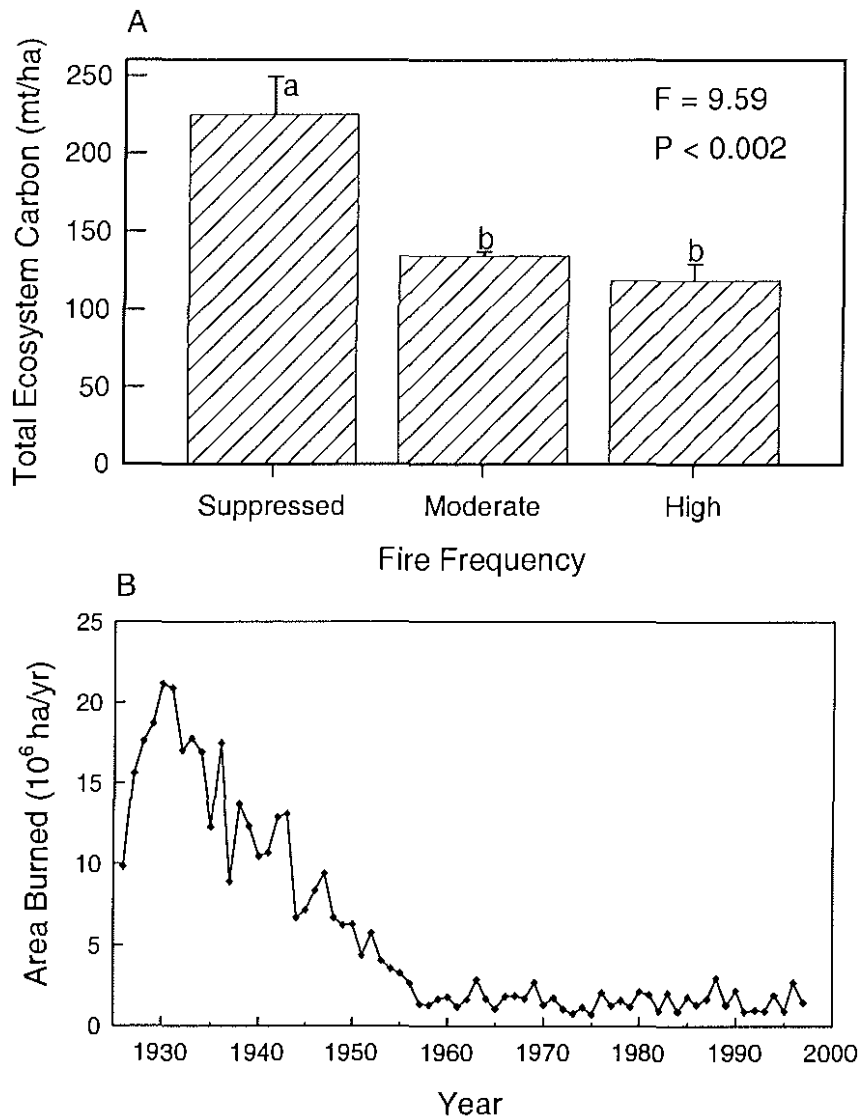 A
Total Ecosystem Carbon (mt/ha)
250
200
150
100
50
0
a
b
b
F = 9.59
P < 0.002
Suppressed
Moderate
High
Fire Frequency
B
Area Burned (10⁶ ha/yr)
25
20
15
10
5
0
1930
1940
1950
1960
1970
1980
1990
2000
Year